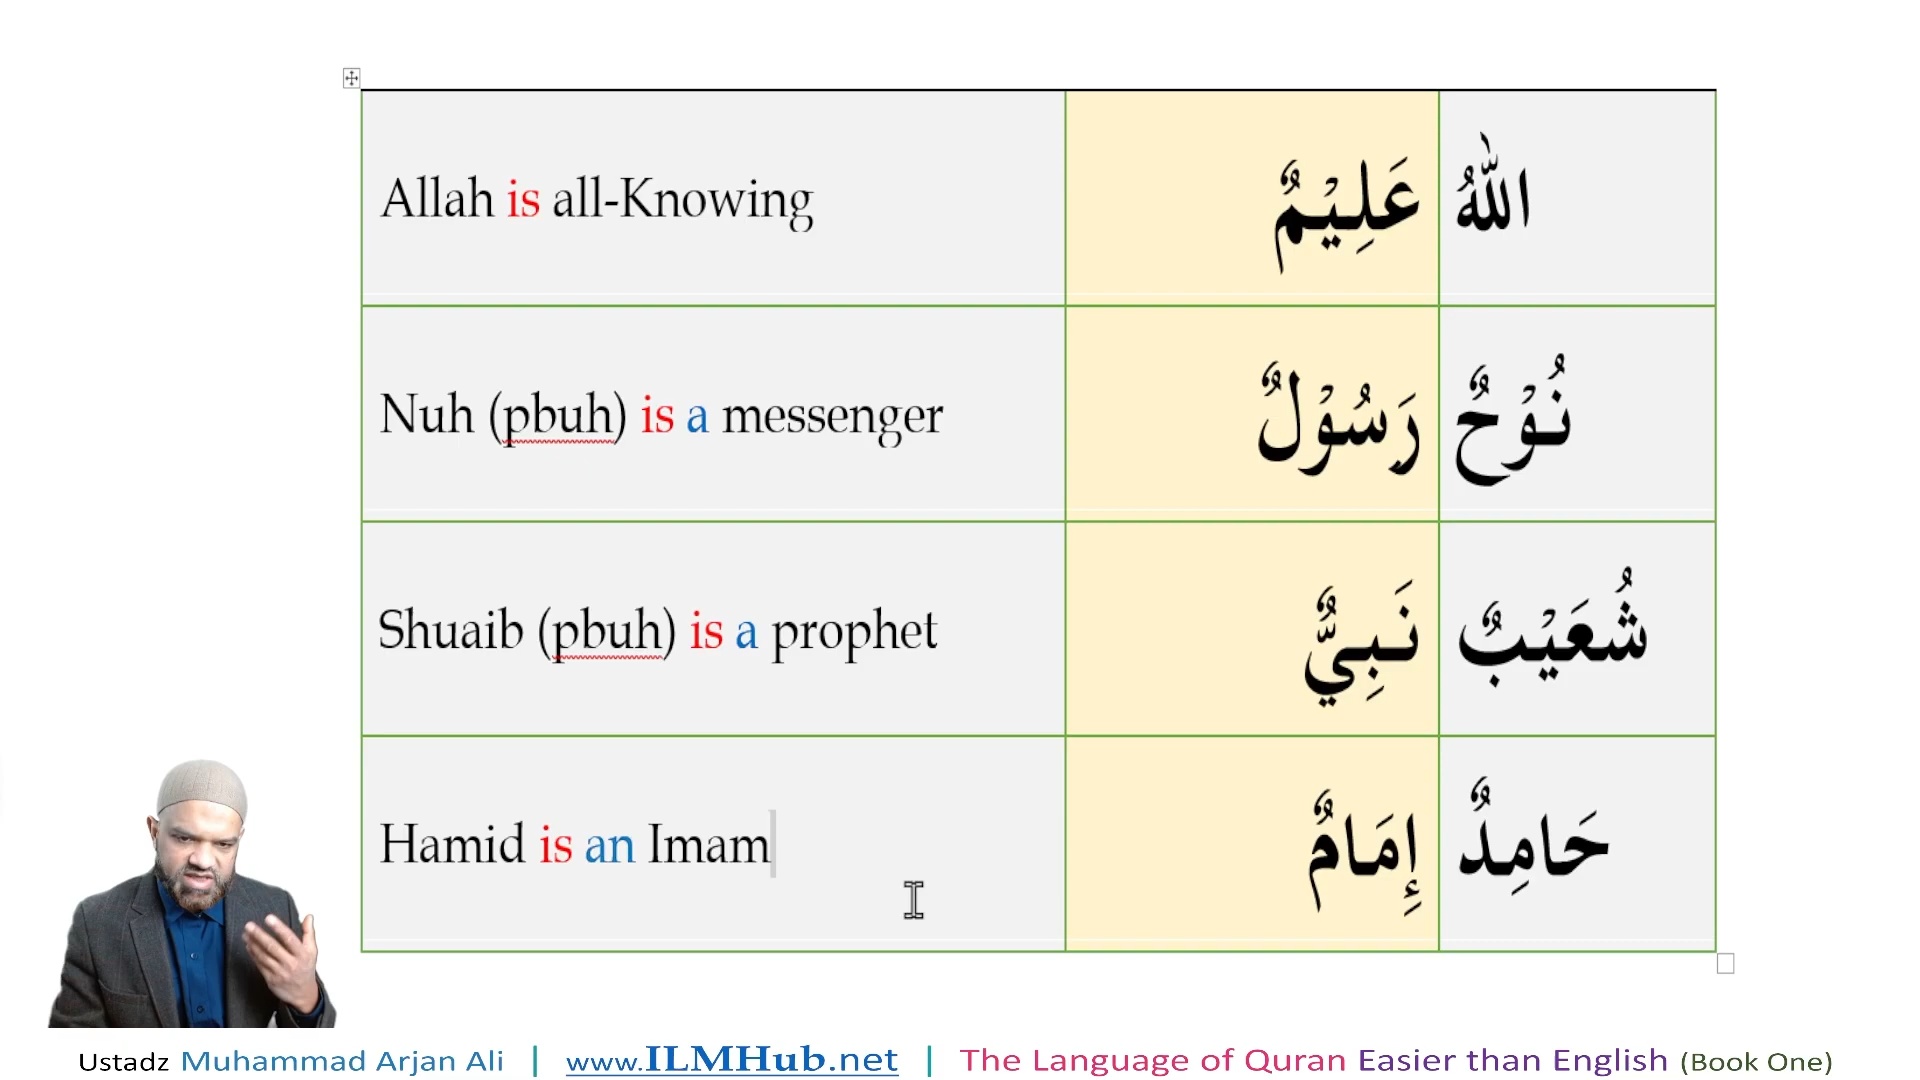 Allah is all-Knowing
اللّٰهُ عَلِيْمٌ
Nuh (pbuh) is a messenger
نُوْحٌ رَسُوْلٌ
Shuaib (pbuh) is a prophet
شُعَيْبٌ نَبِيٌّ
Hamid is an Imam
حَامِدٌ إِمَامٌ
Ustadz Muhammad Arjan Ali | www.ILMHub.net | The Language of Quran Easier than English (Book One)